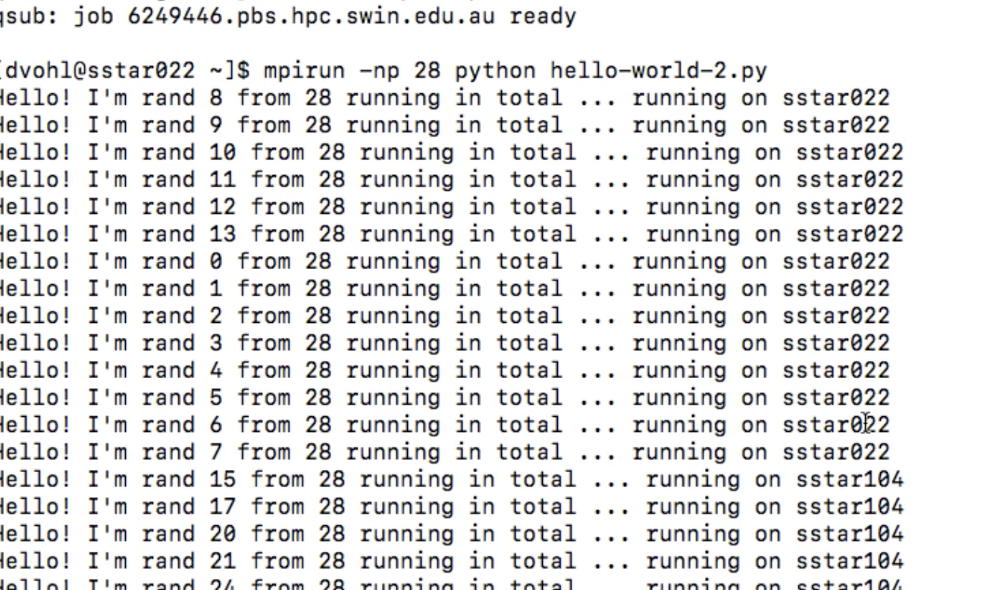 qsub: job 6249446.pbs.hpc.swin.edu.au ready
[dvohl@sstar022 ~]$ mpirun -np 28 python hello-world-2.py
Hello! I'm rand 8 from 28 running in total ... running on sstar022
Hello! I'm rand 9 from 28 running in total ... running on sstar022
Hello! I'm rand 10 from 28 running in total ... running on sstar022
Hello! I'm rand 11 from 28 running in total ... running on sstar022
Hello! I'm rand 12 from 28 running in total ... running on sstar022
Hello! I'm rand 13 from 28 running in total ... running on sstar022
Hello! I'm rand 0 from 28 running in total ... running on sstar022
Hello! I'm rand 1 from 28 running in total ... running on sstar022
Hello! I'm rand 2 from 28 running in total ... running on sstar022
Hello! I'm rand 3 from 28 running in total ... running on sstar022
Hello! I'm rand 4 from 28 running in total ... running on sstar022
Hello! I'm rand 5 from 28 running in total ... running on sstar022
Hello! I'm rand 6 from 28 running in total ... running on sstar022
Hello! I'm rand 7 from 28 running in total ... running on sstar022
Hello! I'm rand 15 from 28 running in total ... running on sstar104
Hello! I'm rand 17 from 28 running in total ... running on sstar104
Hello! I'm rand 20 from 28 running in total ... running on sstar104
Hello! I'm rand 21 from 28 running in total ... running on sstar104
Hello! I'm rand 24 from 28 running in total ... running on sstar104